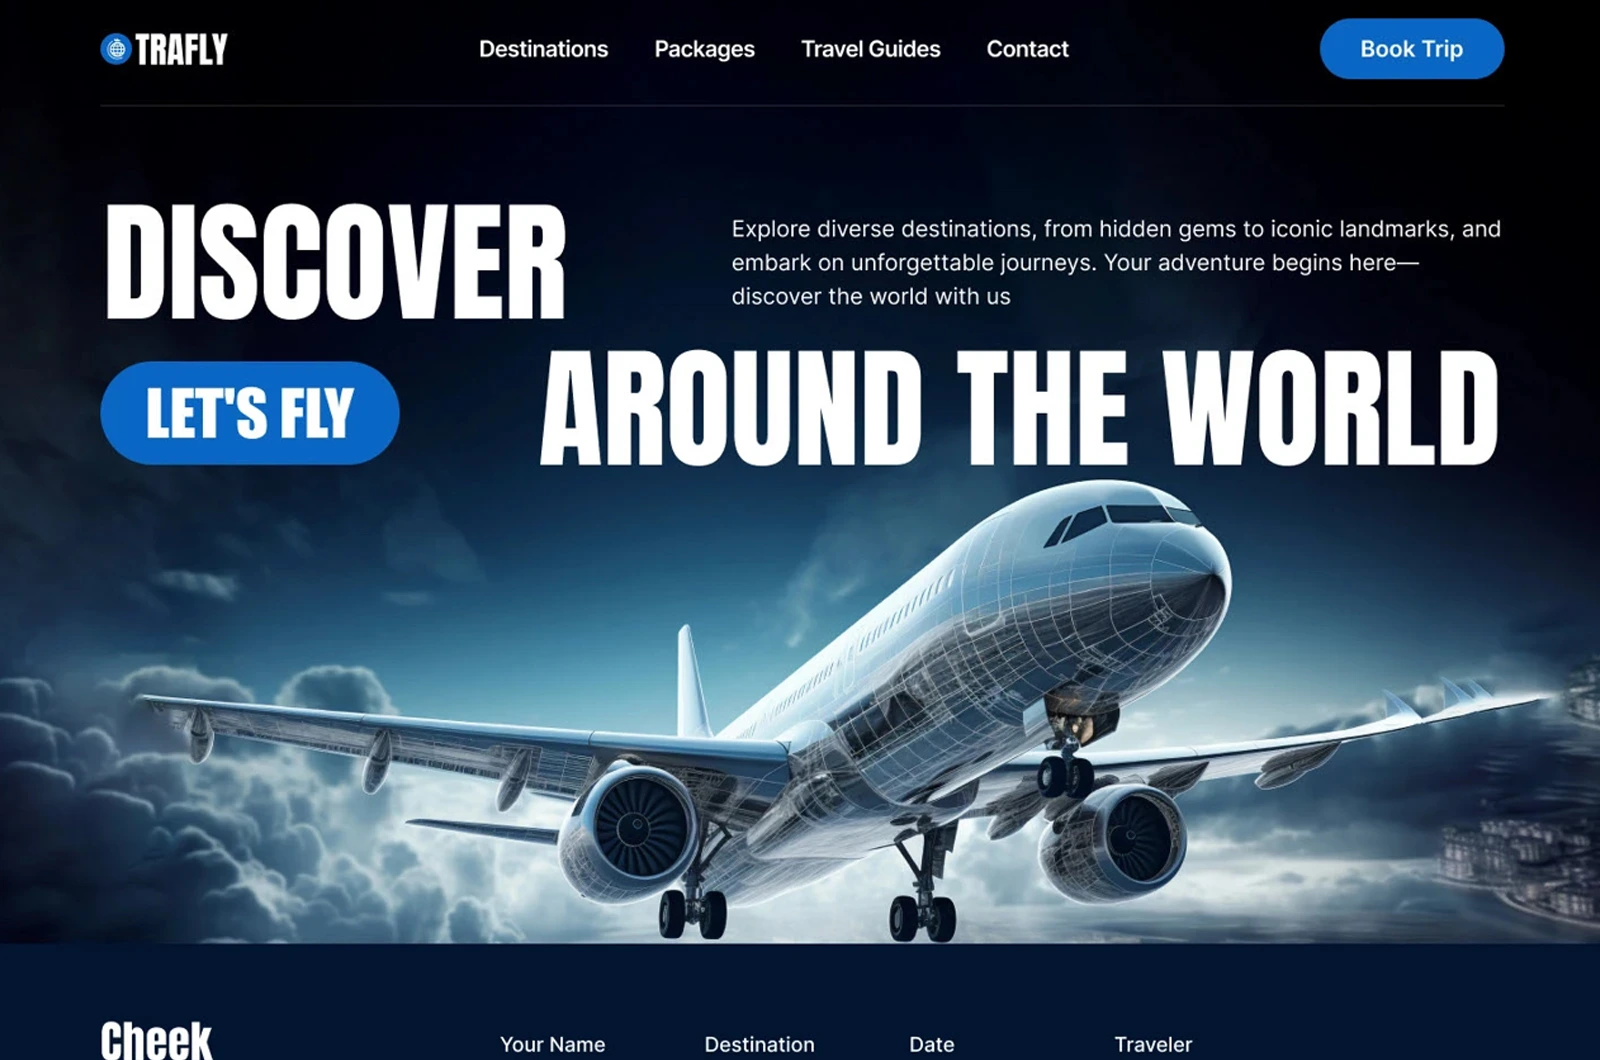 TRAFLY
Destinations
Packages
Travel Guides
Contact
Book Trip
DISCOVER
Explore diverse destinations, from hidden gems to iconic landmarks, and
embark on unforgettable journeys. Your adventure begins here—
discover the world with us
LET'S FLY
AROUND THE WORLD
Cheek
Your Name
Destination
Date
Traveler